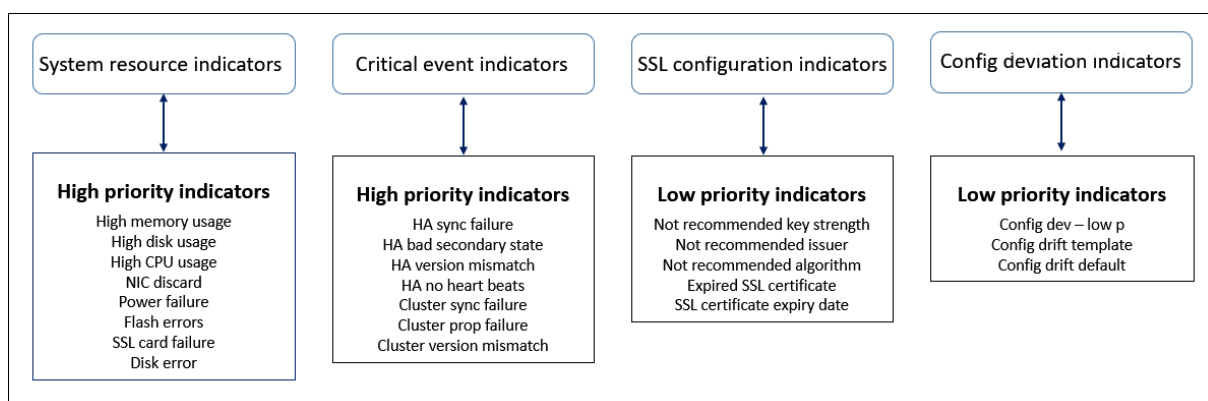 System resource indicators
High priority indicators
High memory usage
High disk usage
High CPU usage
NIC discard
Power failure
Flash errors
SSL card failure
Disk error
Critical event indicators
High priority indicators
HA sync failure
HA bad secondary state
HA version mismatch
HA no heart beats
Cluster sync failure
Cluster prop failure
Cluster version mismatch
SSL configuration indicators
Low priority indicators
Not recommended key strength
Not recommended issuer
Not recommended algorithm
Expired SSL certificate
SSL certificate expiry date
Config deviation indicators
Low priority indicators
Config dev – low p
Config drift template
Config drift default